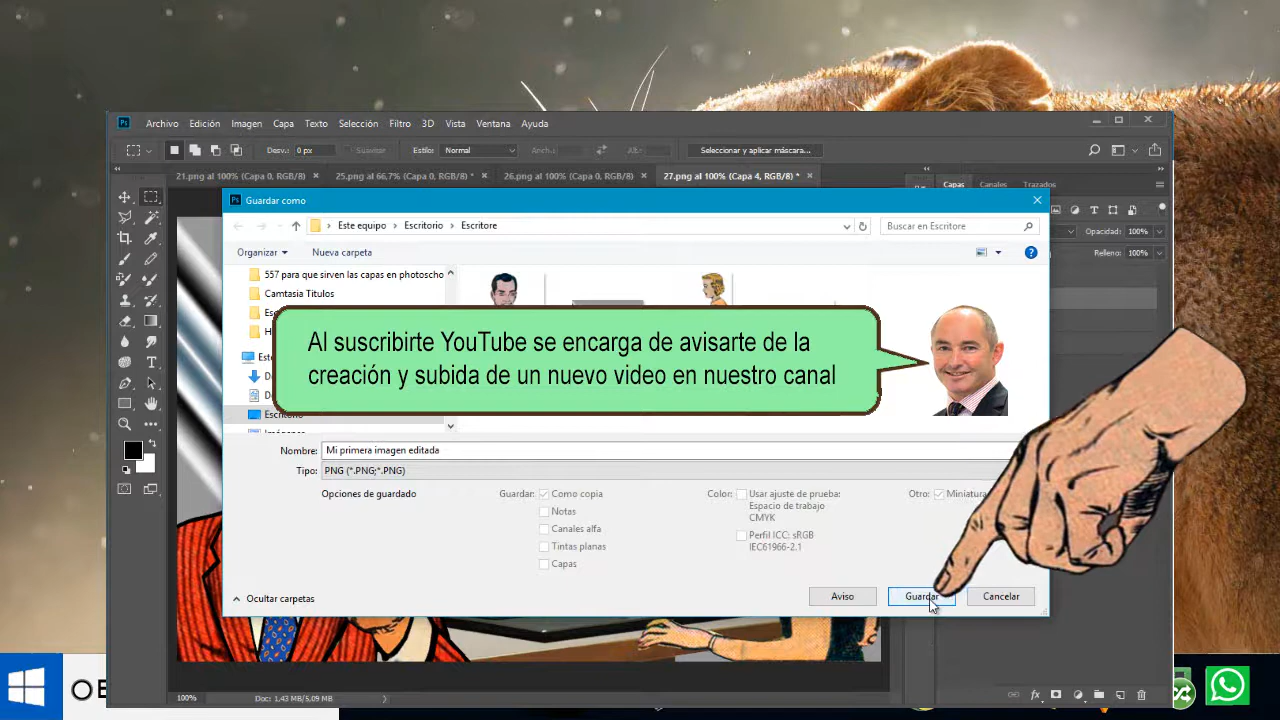 Archivo Edición Imagen Capa Texto Selección Filtro 3D Vista Ventana Ayuda
Desv.: 0 px Suavizar Estilo: Normal Anch.: Alt.: Seleccionar y aplicar máscara...
21.png al 100% (Capa 0, RGB/8) × 25.png al 66,7% (Capa 0, RGB/8) * × 26.png al 100% (Capa 0, RGB/8) × 27.png al 100% (Capa 4, RGB/8) * ×
Capas Canales Trazados
Guardar como
Opacidad: 100%
Este equipo › Escritorio › Escritore
Buscar en Escritore
Organizar Nueva carpeta
Relleno: 100%
557 para que sirven las capas en photoscho
Camtasia Titulos
Al suscribirte YouTube se encarga de avisarte de la
creación y subida de un nuevo video en nuestro canal
Escritorio
Nombre: Mi primera imagen editada
Tipo: PNG (*.PNG;*.PNG)
Opciones de guardado
Guardar: Como copia
Notas
Canales alfa
Tintas planas
Capas
Color: Usar ajuste de prueba:
Espacio de trabajo
CMYK
Perfil ICC: sRGB
IEC61966-2.1
Otro: Miniatura
Ocultar carpetas
Aviso Guardar Cancelar
100% Doc: 1,43 MB/5,09 MB
fx